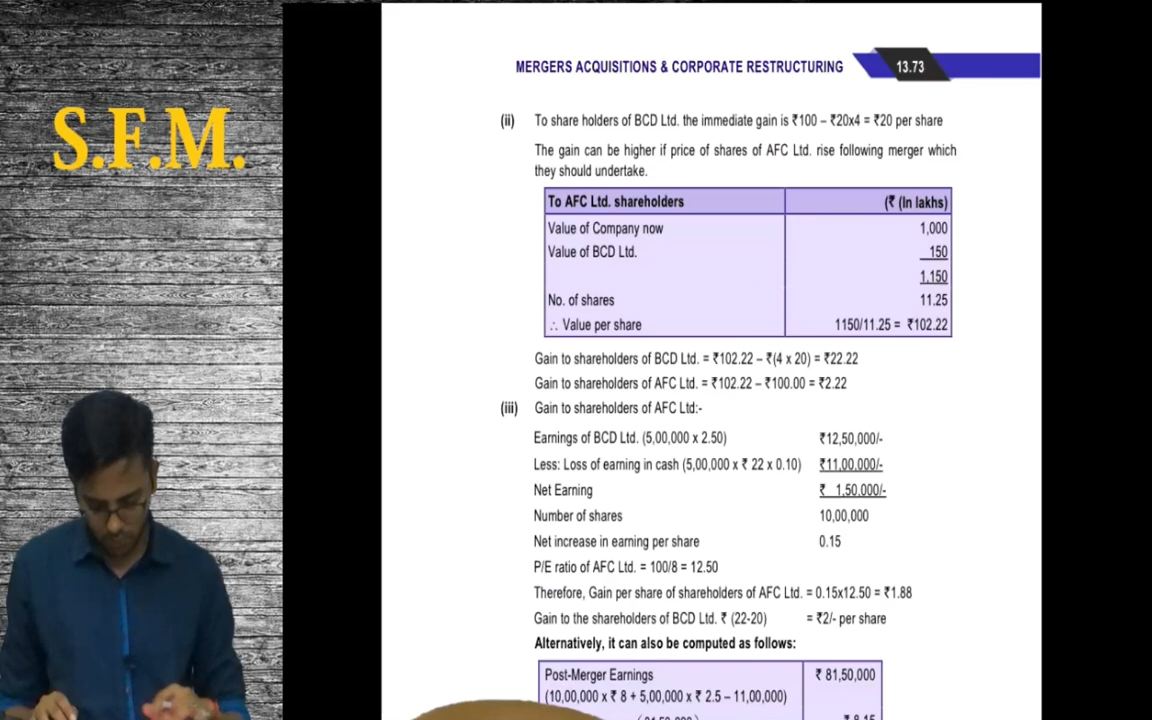 S.F.M.
MERGERS ACQUISITIONS & CORPORATE RESTRUCTURING 13.73
(ii) To share holders of BCD Ltd. the immediate gain is ₹100 – ₹20x4 = ₹20 per share
The gain can be higher if price of shares of AFC Ltd. rise following merger which
they should undertake.
To AFC Ltd. shareholders (₹ (In lakhs)
Value of Company now 1,000
Value of BCD Ltd. 150
1,150
No. of shares 11.25
∴ Value per share 1150/11.25 = ₹102.22
Gain to shareholders of BCD Ltd. = ₹102.22 – ₹(4 x 20) = ₹22.22
Gain to shareholders of AFC Ltd. = ₹102.22 – ₹100.00 = ₹2.22
(iii) Gain to shareholders of AFC Ltd:-
Earnings of BCD Ltd. (5,00,000 x 2.50) ₹12,50,000/-
Less: Loss of earning in cash (5,00,000 x ₹ 22 x 0.10) ₹11,00,000/-
Net Earning ₹ 1,50,000/-
Number of shares 10,00,000
Net increase in earning per share 0.15
P/E ratio of AFC Ltd. = 100/8 = 12.50
Therefore, Gain per share of shareholders of AFC Ltd. = 0.15x12.50 = ₹1.88
Gain to the shareholders of BCD Ltd. ₹ (22-20) = ₹2/- per share
Alternatively, it can also be computed as follows:
Post-Merger Earnings ₹ 81,50,000
(10,00,000 x ₹ 8 + 5,00,000 x ₹ 2.5 – 11,00,000)
₹ 8.15